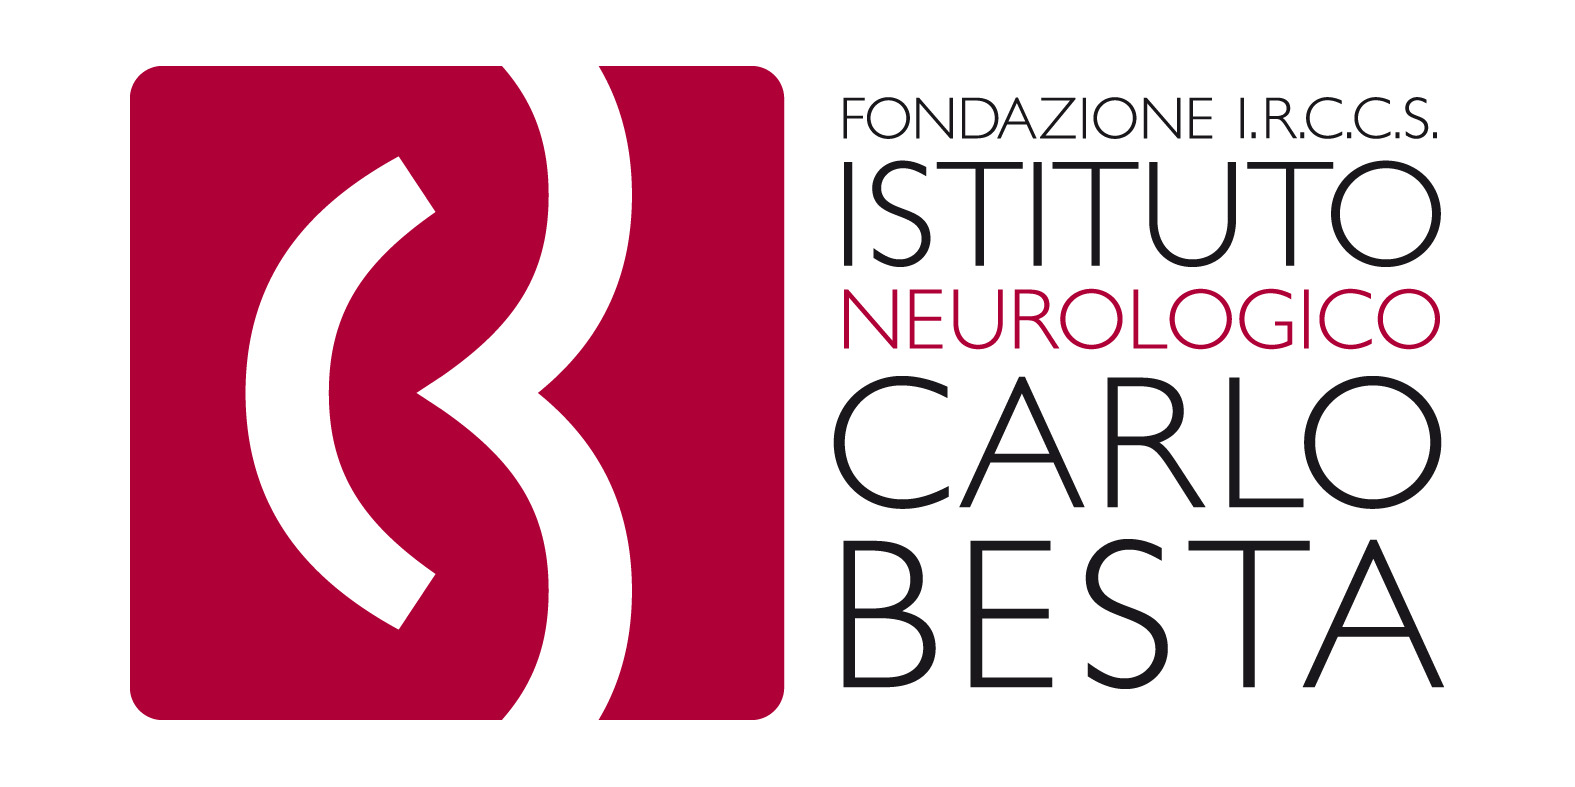 FONDAZIONE I.R.C.C.S.
ISTITUTO
NEUROLOGICO
CARLO
BESTA